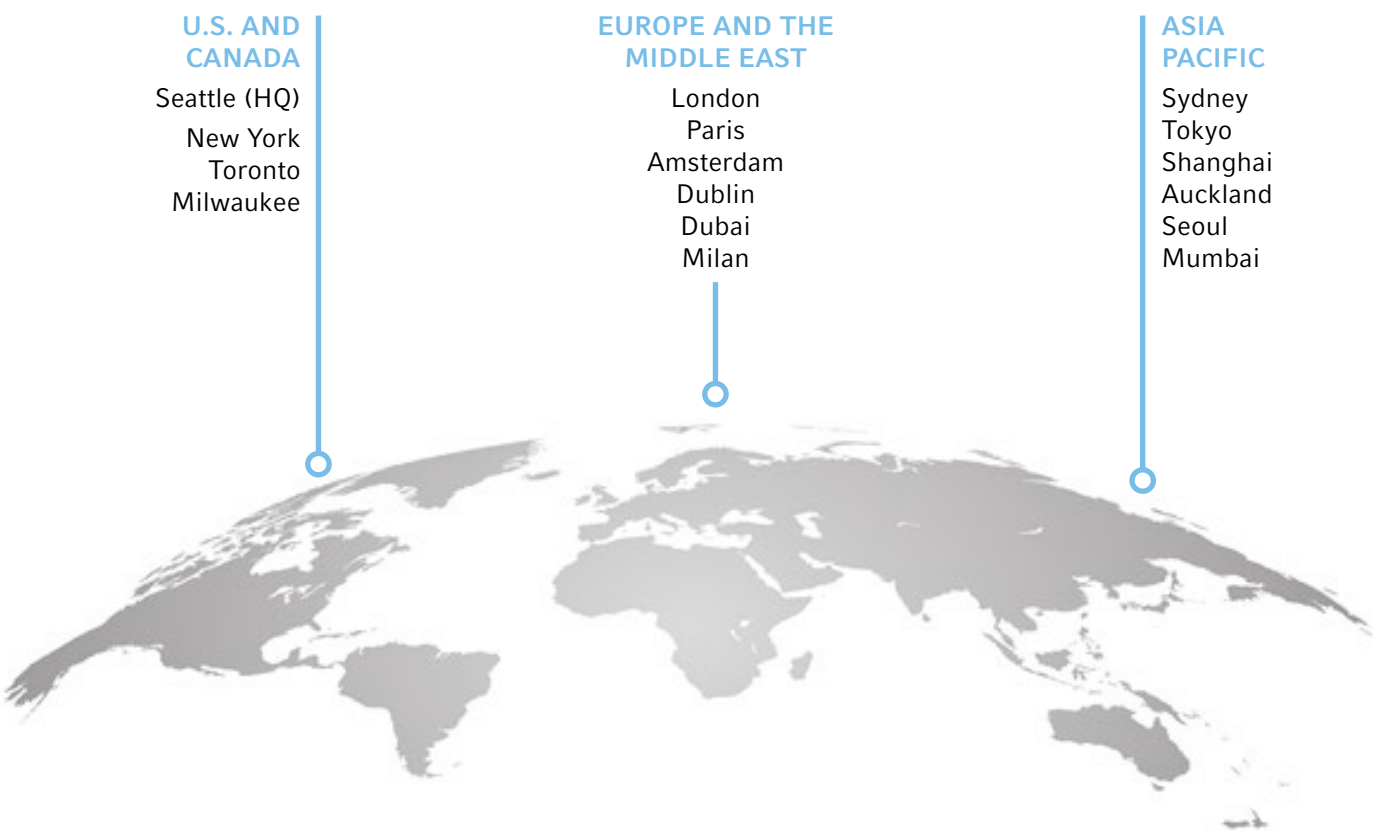 U.S. AND
CANADA
Seattle (HQ)
New York
Toronto
Milwaukee
EUROPE AND THE
MIDDLE EAST
London
Paris
Amsterdam
Dublin
Dubai
Milan
ASIA
PACIFIC
Sydney
Tokyo
Shanghai
Auckland
Seoul
Mumbai